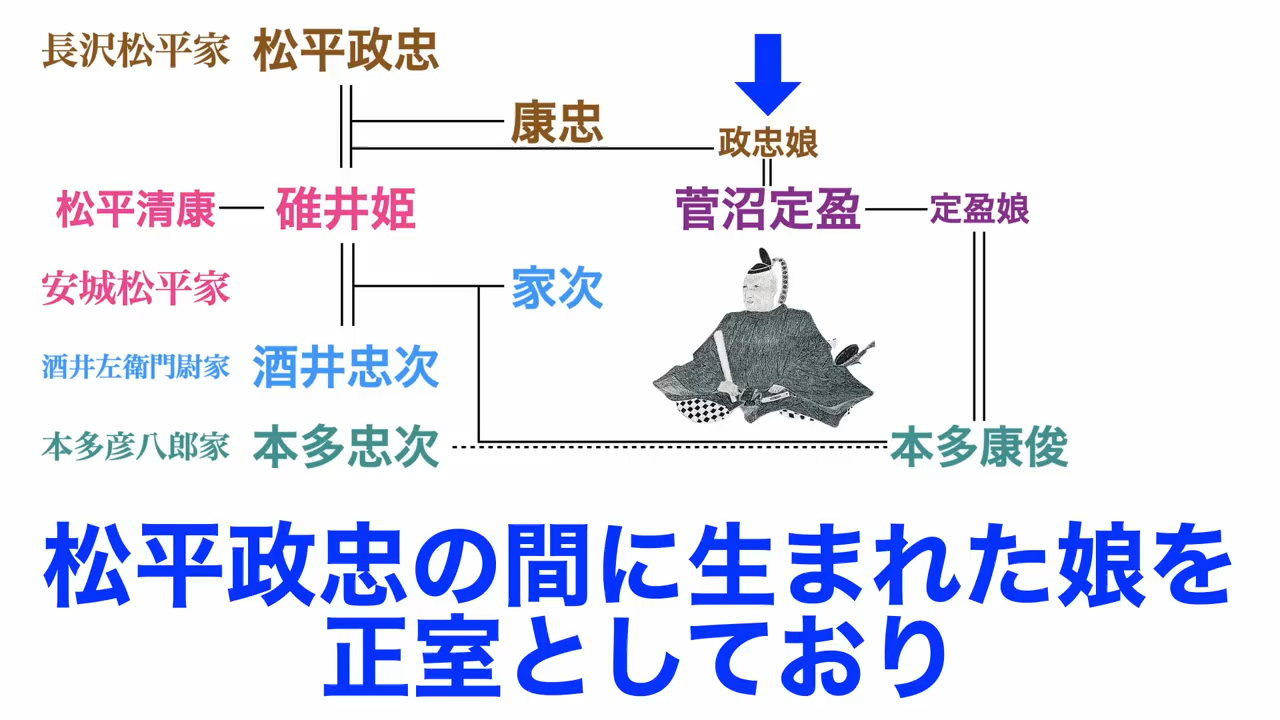 長沢松平家 松平政忠
康忠
政忠娘
松平清康 碓井姫 菅沼定盈 定盈娘
安城松平家 家次
酒井左衛門尉家 酒井忠次
本多彦八郎家 本多忠次 本多康俊
松平政忠の間に生まれた娘を
正室としており